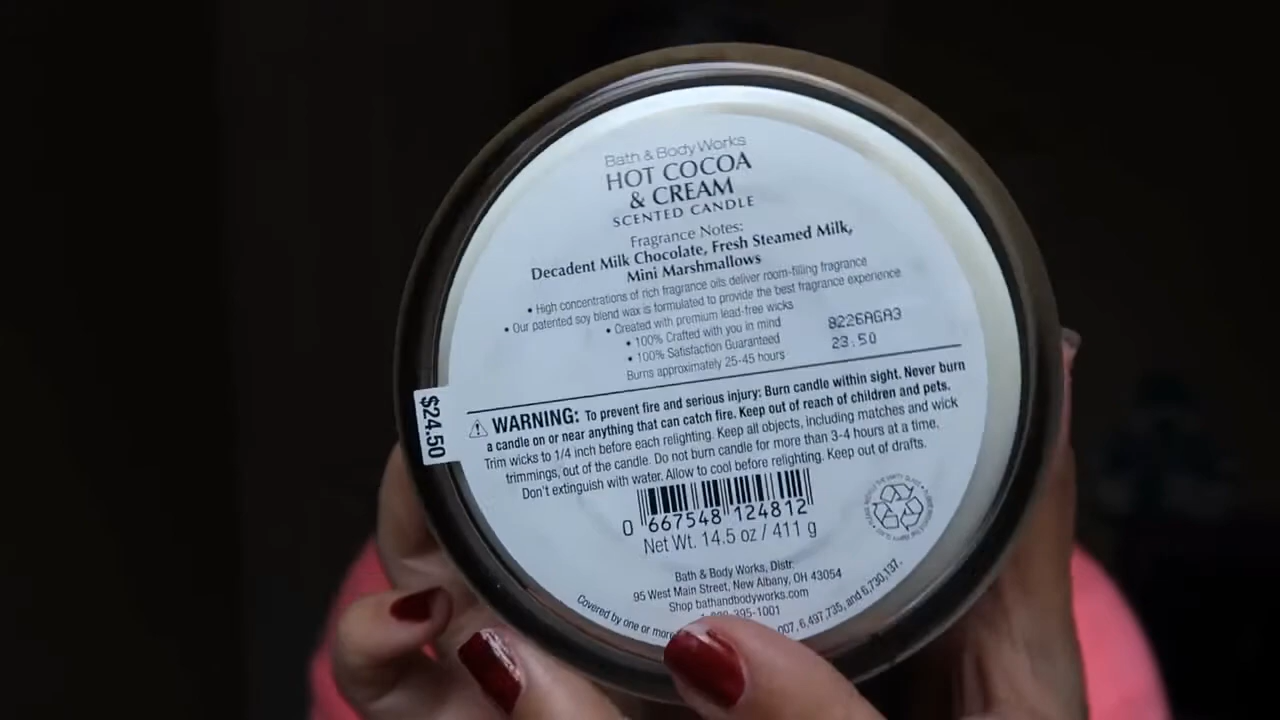 Bath & Body Works
HOT COCOA
& CREAM
SCENTED CANDLE
Fragrance Notes:
Decadent Milk Chocolate, Fresh Steamed Milk,
Mini Marshmallows
• High concentrations of rich fragrance oils deliver room-filling fragrance
• Our patented soy blend wax is formulated to provide the best fragrance experience
• Created with premium lead-free wicks
• 100% Crafted with you in mind
• 100% Satisfaction Guaranteed
Burns approximately 25-45 hours
8226AGA3
23.50
$24.50
WARNING: To prevent fire and serious injury: Burn candle within sight. Never burn
a candle on or near anything that can catch fire. Keep out of reach of children and pets.
Trim wicks to 1/4 inch before each relighting. Keep all objects, including matches and wick
trimmings, out of the candle. Do not burn candle for more than 3-4 hours at a time.
Don't extinguish with water. Allow to cool before relighting. Keep out of drafts.
0 667548 124812
Net Wt. 14.5 oz / 411 g
Bath & Body Works, Distr.
95 West Main Street, New Albany, OH 43054
Shop bathandbodyworks.com
395-1001
Covered by one or more
007, 6,497,735, and 6,730,137.